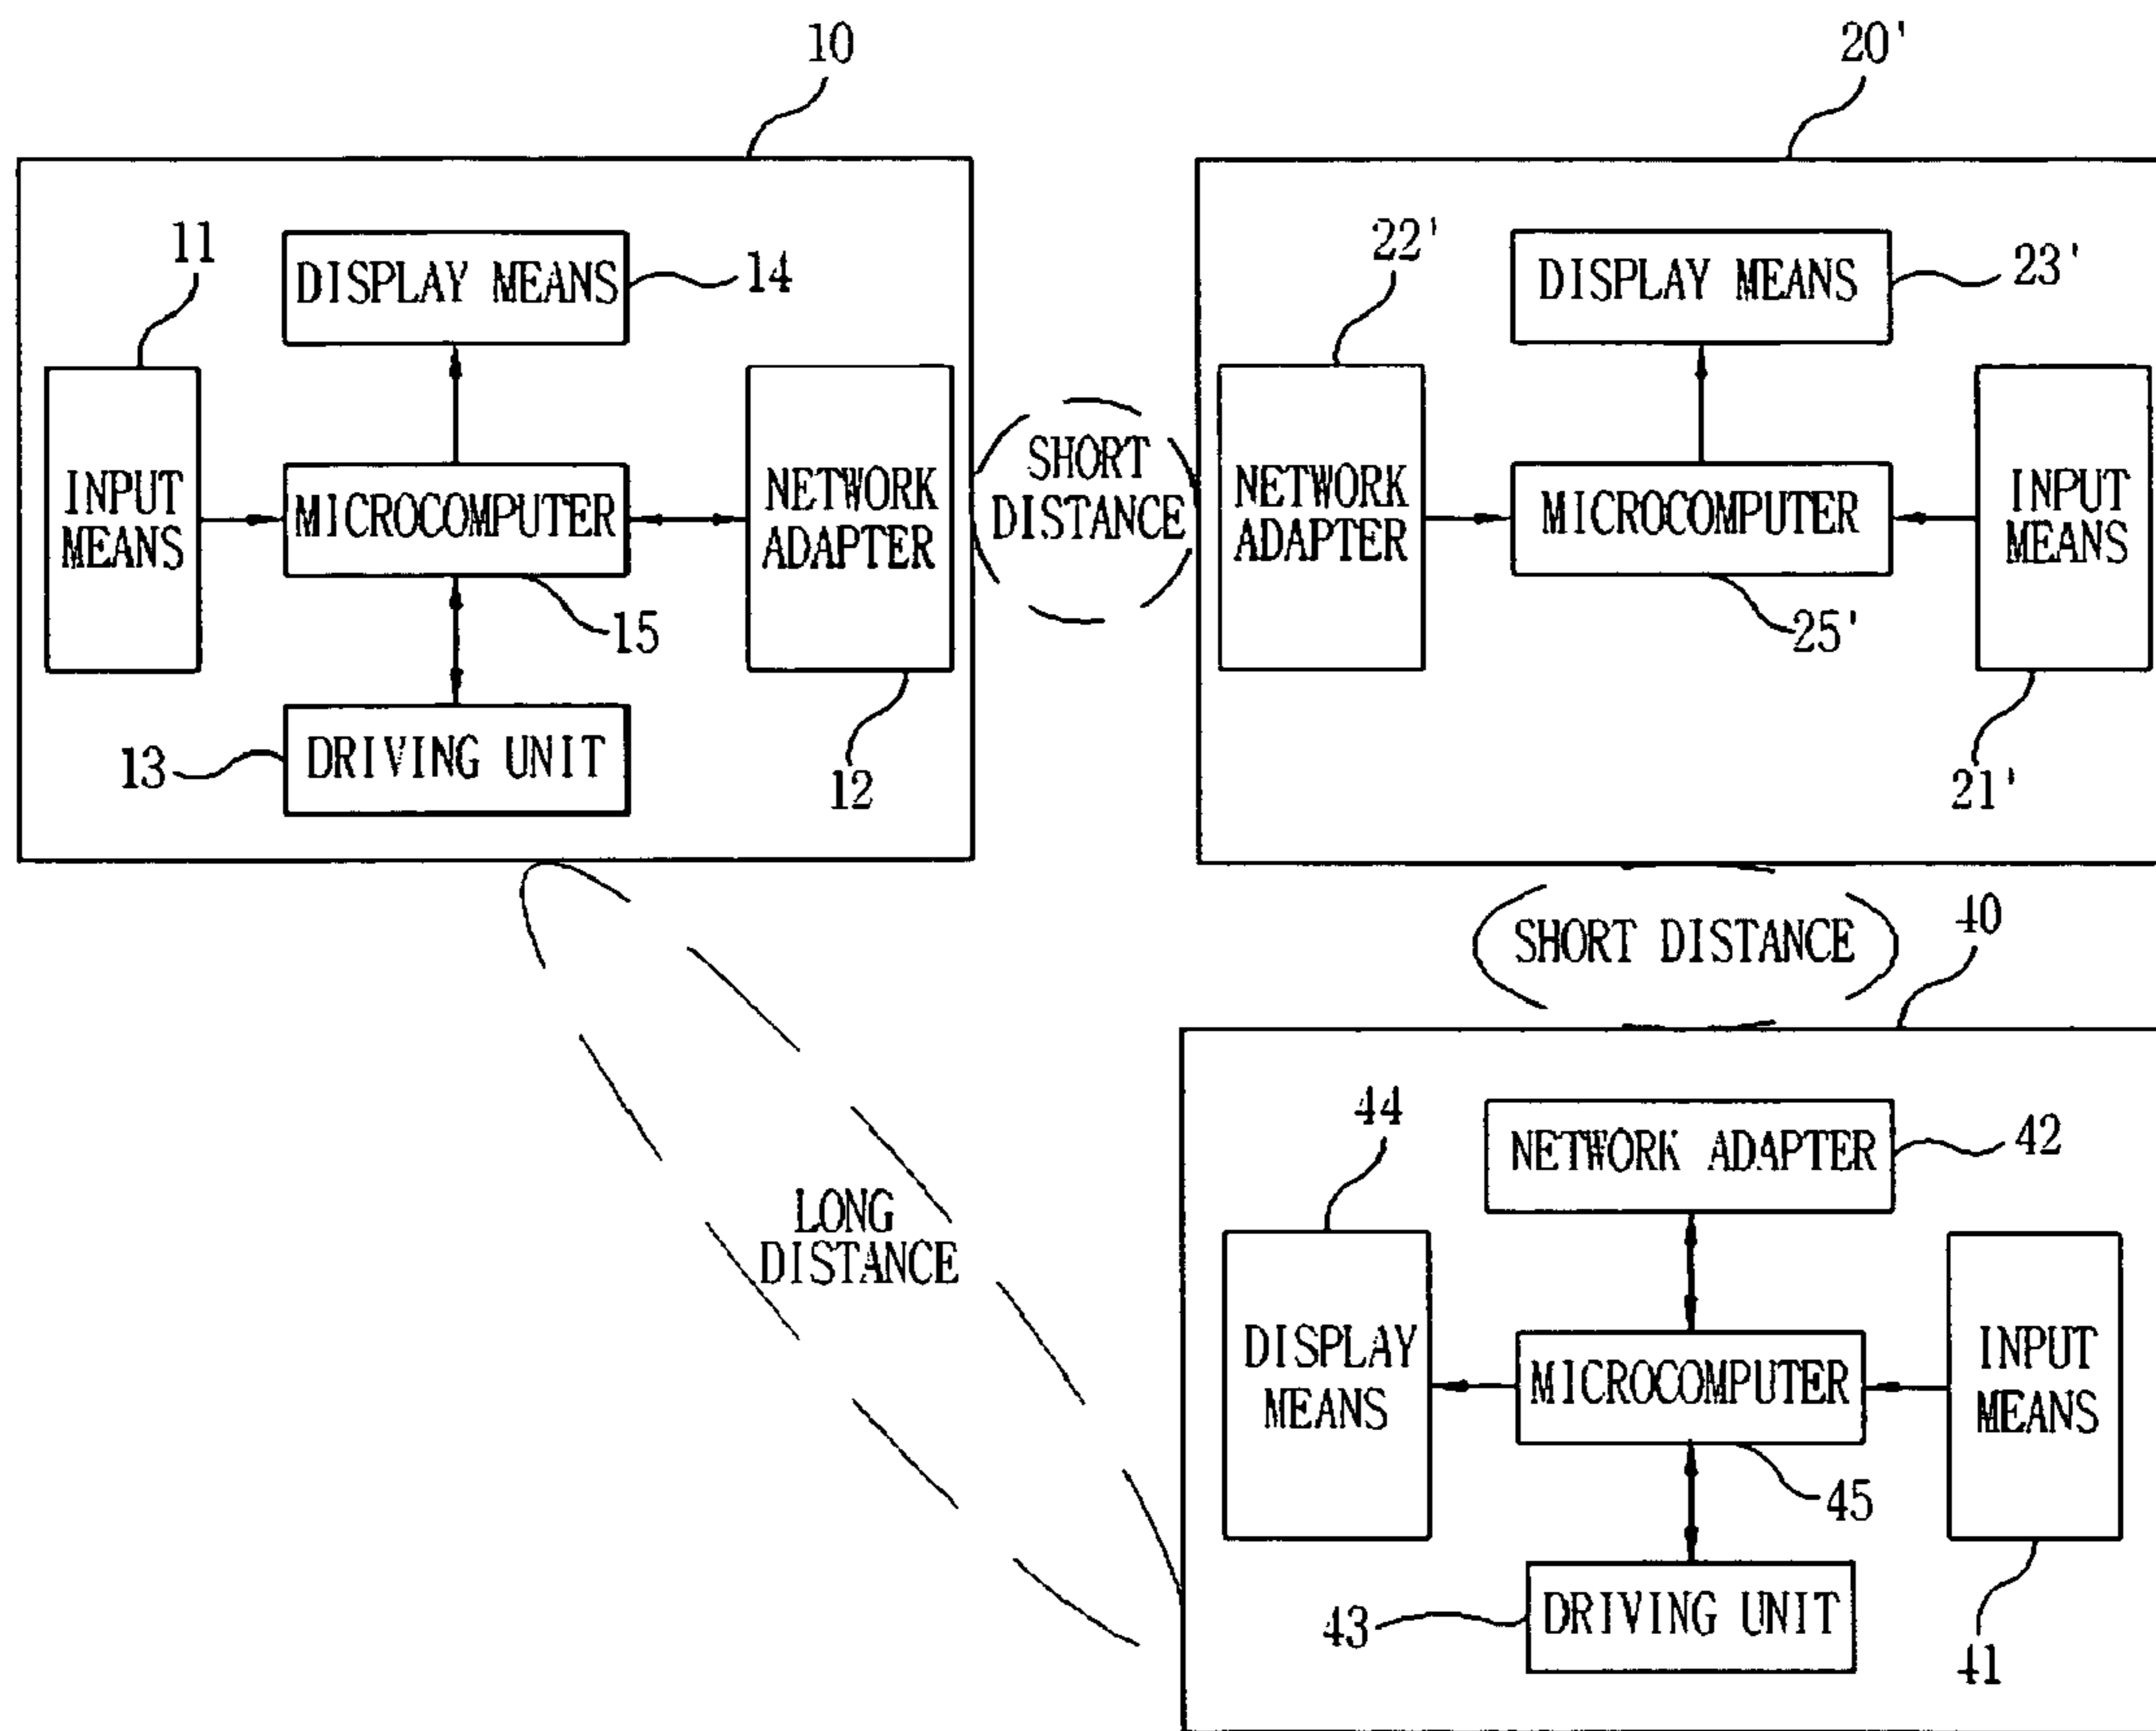 10
20'
11
DISPLAY MEANS
14
INPUT
MEANS
MICROCOMPUTER
NETWORK
ADAPTER
15
13
DRIVING UNIT
12
SHORT
DISTANCE
22'
DISPLAY MEANS
23'
NETWORK
ADAPTER
MICROCOMPUTER
INPUT
MEANS
25'
21'
SHORT DISTANCE
40
LONG
DISTANCE
44
NETWORK ADAPTER
42
DISPLAY
MEANS
MICROCOMPUTER
INPUT
MEANS
45
43
DRIVING UNIT
41